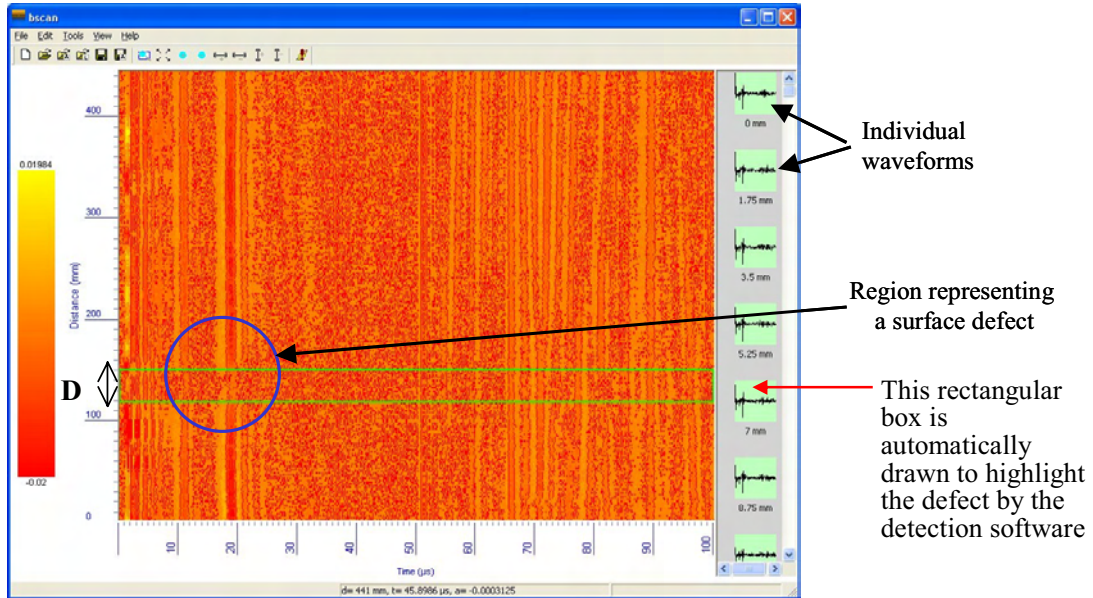 bscan
File Edit Tools View Help
0.01984
-0.02
Distance (mm)
400
300
200
100
0
D
10 20 30 40 50 60 70 80 90 100
Time (µs)
0 mm
1.75 mm
3.5 mm
5.25 mm
7 mm
8.75 mm
d= 441 mm, t= 45.8986 µs, a= -0.0003125
Individual
waveforms
Region representing
a surface defect
This rectangular
box is
automatically
drawn to highlight
the defect by the
detection software